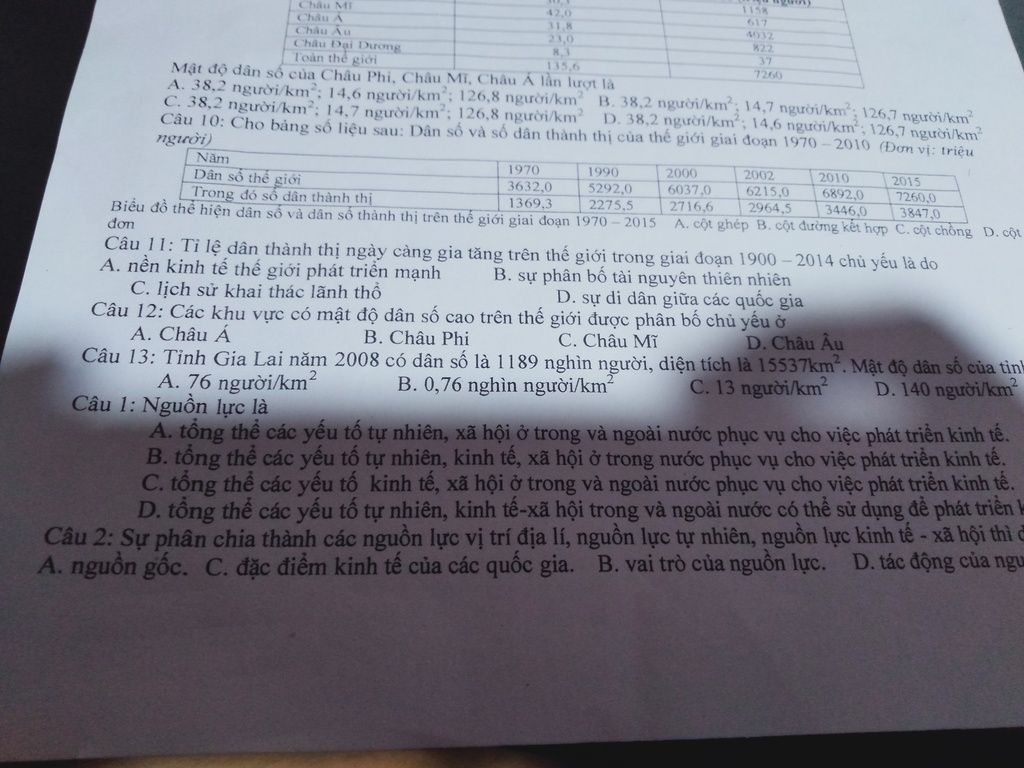 Châu Mĩ 42,0 1158
Châu Á 31,8 617
Châu Âu 23,0 4032
Châu Đại Dương 8,3 822
Toàn thế giới 135,6 37
7260
Mật độ dân số của Châu Phi, Châu Mĩ, Châu Á lần lượt là
A. 38,2 người/km²; 14,6 người/km²; 126,8 người/km² B. 38,2 người/km²; 14,7 người/km²; 126,7 người/km²
C. 38,2 người/km²; 14,7 người/km²; 126,8 người/km² D. 38,2 người/km²; 14,6 người/km²; 126,7 người/km²
Câu 10: Cho bảng số liệu sau: Dân số và số dân thành thị của thế giới giai đoạn 1970 – 2010 (Đơn vị: triệu
người)
Năm 1970 1990 2000 2002 2010 2015
Dân số thế giới 3632,0 5292,0 6037,0 6215,0 6892,0 7260,0
Trong đó số dân thành thị 1369,3 2275,5 2716,6 2964,5 3446,0 3847,0
Biểu đồ thể hiện dân số và dân số thành thị trên thế giới giai đoạn 1970 – 2015 A. cột ghép B. cột đường kết hợp C. cột chồng D. cột
đơn
Câu 11: Tỉ lệ dân thành thị ngày càng gia tăng trên thế giới trong giai đoạn 1900 – 2014 chủ yếu là do
A. nền kinh tế thế giới phát triển mạnh B. sự phân bố tài nguyên thiên nhiên
C. lịch sử khai thác lãnh thổ D. sự di dân giữa các quốc gia
Câu 12: Các khu vực có mật độ dân số cao trên thế giới được phân bố chủ yếu ở
A. Châu Á B. Châu Phi C. Châu Mĩ D. Châu Âu
Câu 13: Tỉnh Gia Lai năm 2008 có dân số là 1189 nghìn người, diện tích là 15537km². Mật độ dân số của tỉnh
A. 76 người/km² B. 0,76 nghìn người/km² C. 13 người/km² D. 140 người/km²
Câu 1: Nguồn lực là
A. tổng thể các yếu tố tự nhiên, xã hội ở trong và ngoài nước phục vụ cho việc phát triển kinh tế.
B. tổng thể các yếu tố tự nhiên, kinh tế, xã hội ở trong nước phục vụ cho việc phát triển kinh tế.
C. tổng thể các yếu tố kinh tế, xã hội ở trong và ngoài nước phục vụ cho việc phát triển kinh tế.
D. tổng thể các yếu tố tự nhiên, kinh tế-xã hội trong và ngoài nước có thể sử dụng để phát triển
Câu 2: Sự phân chia thành các nguồn lực vị trí địa lí, nguồn lực tự nhiên, nguồn lực kinh tế - xã hội thì
A. nguồn gốc. C. đặc điểm kinh tế của các quốc gia. B. vai trò của nguồn lực. D. tác động của